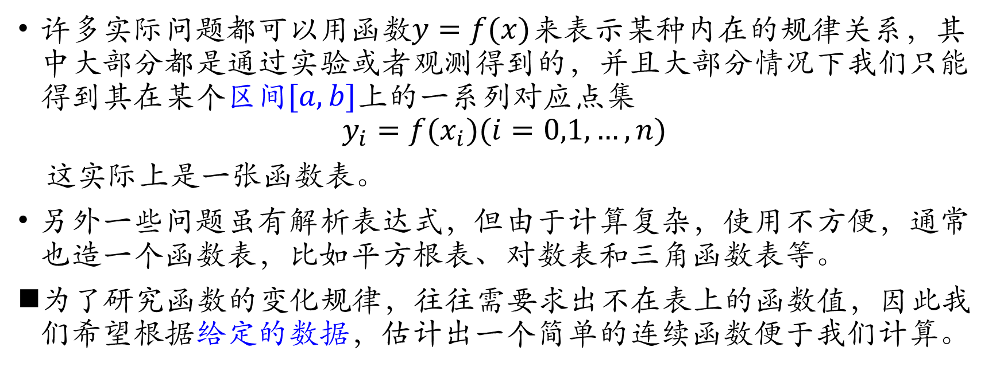 • 许多实际问题都可以用函数y = f(x)来表示某种内在的规律关系，其
中大部分都是通过实验或者观测得到的，并且大部分情况下我们只能
得到其在某个区间[a, b]上的一系列对应点集
yᵢ = f(xᵢ)(i = 0,1, … , n)
这实际上是一张函数表。
• 另外一些问题虽有解析表达式，但由于计算复杂，使用不方便，通常
也造一个函数表，比如平方根表、对数表和三角函数表等。
■为了研究函数的变化规律，往往需要求出不在表上的函数值，因此我
们希望根据给定的数据，估计出一个简单的连续函数便于我们计算。